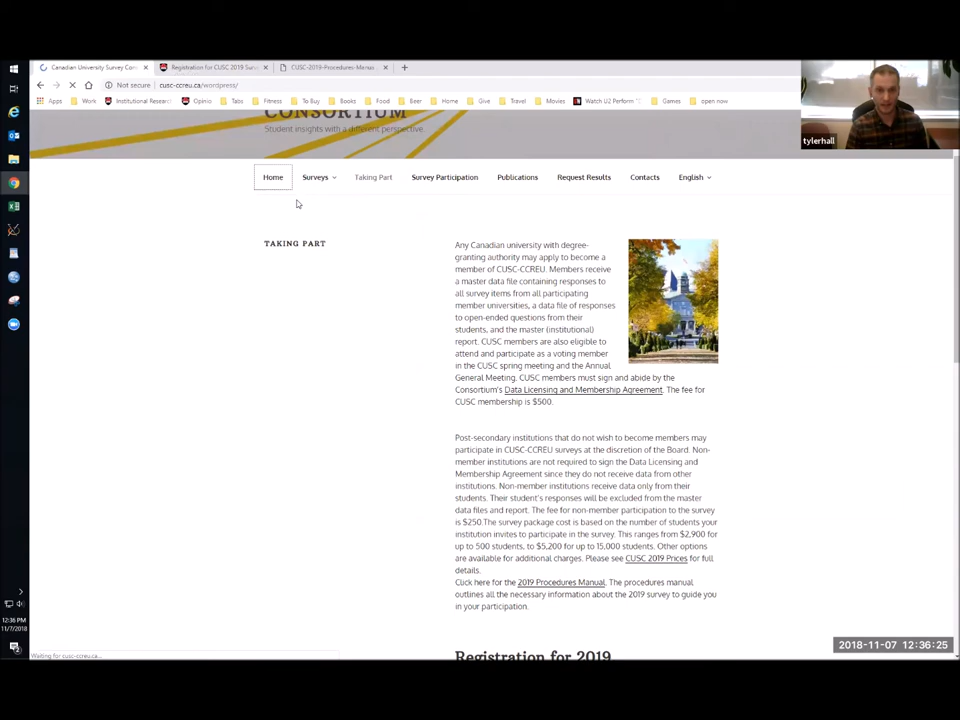 Canadian University Survey Con
Registration for CUSC 2019 Surv
CUSC-2019-Procedures-Manual
Not secure
cusc-ccreu.ca/wordpress/
Apps
Work
Institutional Research
Opinio
Tabs
Fitness
To Buy
Books
Food
Beer
Home
Give
Travel
Movies
Watch U2 Perform "S
Games
open now
tylerhall
CONSORTIUM
Student insights with a different perspective.
Home
Surveys
Taking Part
Survey Participation
Publications
Request Results
Contacts
English
TAKING PART
Any Canadian university with degree-
granting authority may apply to become a
member of CUSC-CCREU. Members receive
a master data file containing responses to
all survey items from all participating
member universities, a data file of responses
to open-ended questions from their
students, and the master (institutional)
report. CUSC members are also eligible to
attend and participate as a voting member
in the CUSC spring meeting and the Annual
General Meeting. CUSC members must sign and abide by the
Consortium's Data Licensing and Membership Agreement. The fee for
CUSC membership is $500.
Post-secondary institutions that do not wish to become members may
participate in CUSC-CCREU surveys at the discretion of the Board. Non-
member institutions are not required to sign the Data Licensing and
Membership Agreement since they do not receive data from other
institutions. Non-member institutions receive data only from their
students. Their student's responses will be excluded from the master
data files and report. The fee for non-member participation to the survey
is $250.The survey package cost is based on the number of students your
institution invites to participate in the survey. This ranges from $2,900 for
up to 500 students, to $5,200 for up to 15,000 students. Other options
are available for additional charges. Please see CUSC 2019 Prices for full
details.
Click here for the 2019 Procedures Manual. The procedures manual
outlines all the necessary information about the 2019 survey to guide you
in your participation.
Registration for 2019
Waiting for cusc-ccreu.ca...
12:36 PM
11/7/2018
2018-11-07 12:36:25